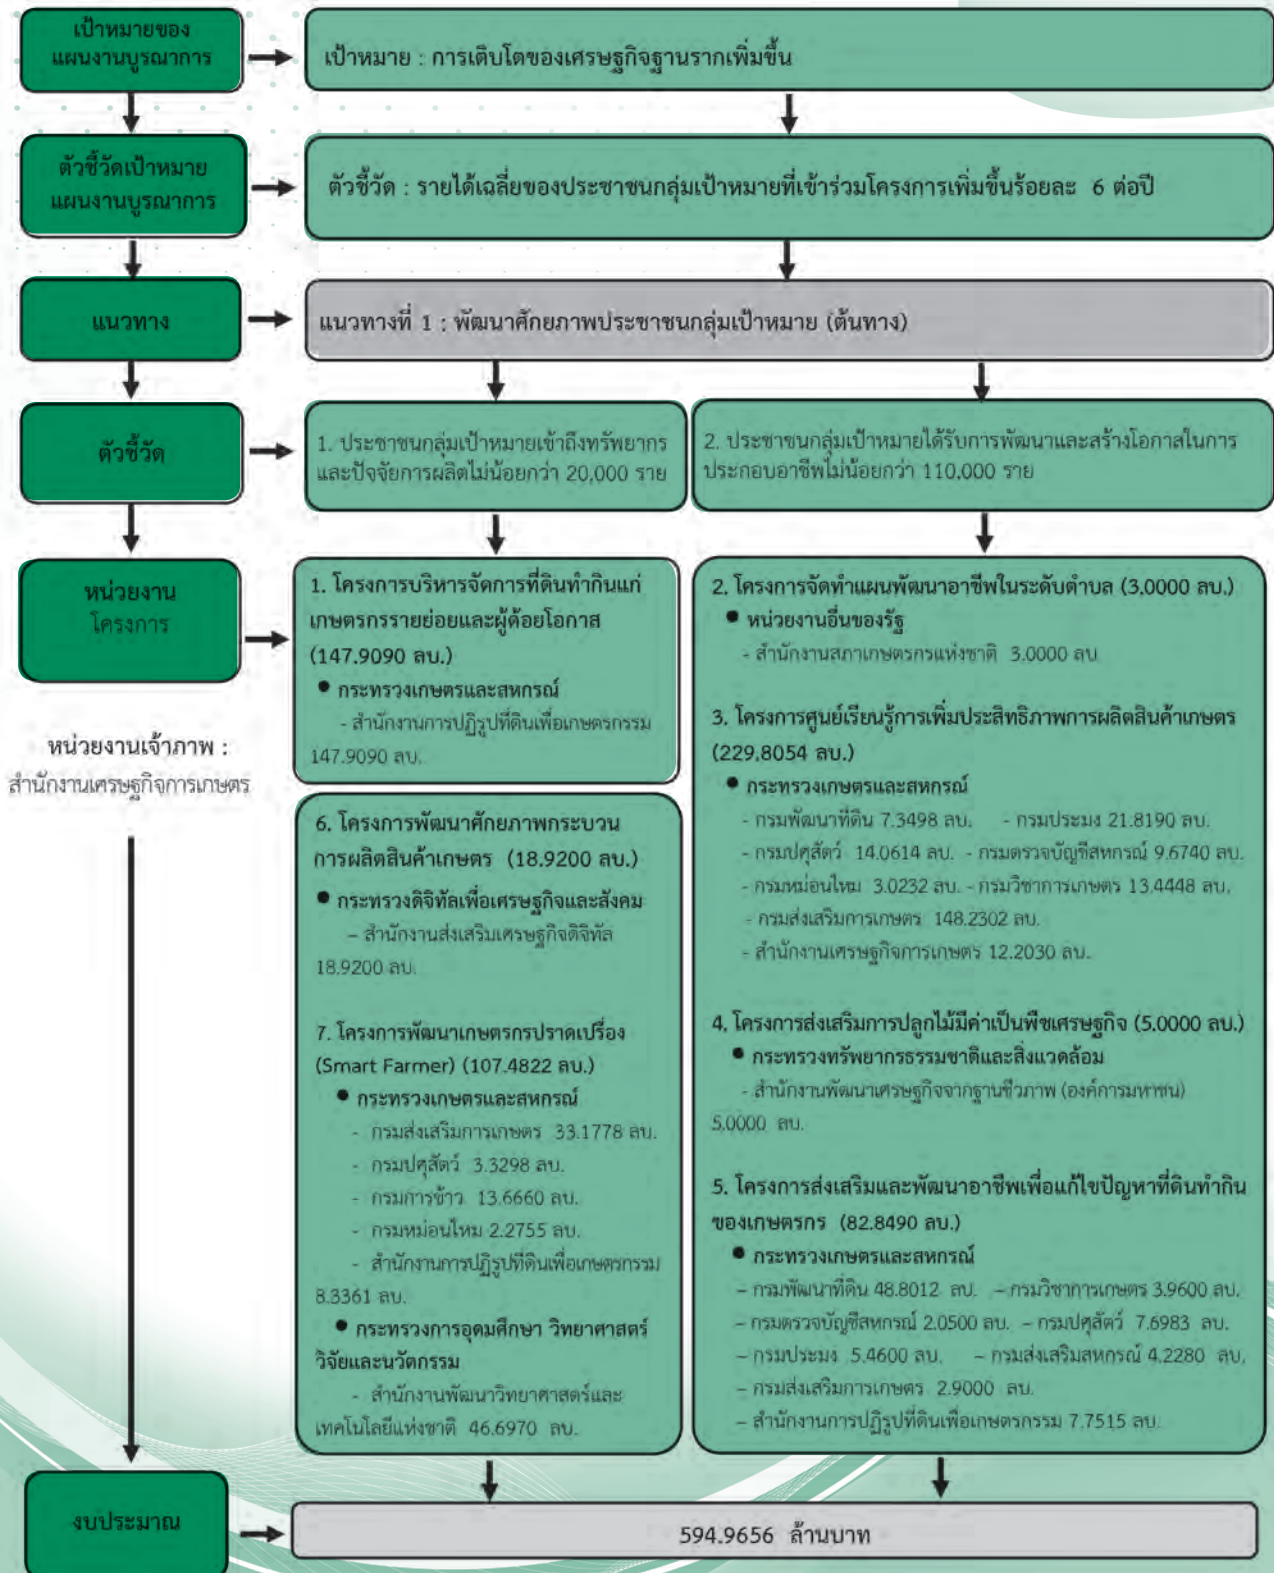 เป้าหมายของ
แผนงานบูรณาการ
เป้าหมาย : การเติบโตของเศรษฐกิจฐานรากเพิ่มขึ้น
ตัวชี้วัดเป้าหมาย
แผนงานบูรณาการ
ตัวชี้วัด : รายได้เฉลี่ยของประชาชนกลุ่มเป้าหมายที่เข้าร่วมโครงการเพิ่มขึ้นร้อยละ 6 ต่อปี
แนวทาง
แนวทางที่ 1 : พัฒนาศักยภาพประชาชนกลุ่มเป้าหมาย (ต้นทาง)
ตัวชี้วัด
1. ประชาชนกลุ่มเป้าหมายเข้าถึงทรัพยากร
และปัจจัยการผลิตไม่น้อยกว่า 20,000 ราย
2. ประชาชนกลุ่มเป้าหมายได้รับการพัฒนาและสร้างโอกาสในการ
ประกอบอาชีพไม่น้อยกว่า 110,000 ราย
หน่วยงาน
โครงการ
หน่วยงานเจ้าภาพ :
สำนักงานเศรษฐกิจการเกษตร
1. โครงการบริหารจัดการที่ดินทำกินแก่
เกษตรกรรายย่อยและผู้ด้อยโอกาส
(147.9090 ลบ.)
● กระทรวงเกษตรและสหกรณ์
- สำนักงานการปฏิรูปที่ดินเพื่อเกษตรกรรม
147.9090 ลบ.
6. โครงการพัฒนาศักยภาพกระบวน
การผลิตสินค้าเกษตร (18.9200 ลบ.)
● กระทรวงดิจิทัลเพื่อเศรษฐกิจและสังคม
– สำนักงานส่งเสริมเศรษฐกิจดิจิทัล
18.9200 ลบ.
7. โครงการพัฒนาเกษตรกรปราดเปรื่อง
(Smart Farmer) (107.4822 ลบ.)
● กระทรวงเกษตรและสหกรณ์
- กรมส่งเสริมการเกษตร 33.1778 ลบ.
- กรมปศุสัตว์ 3.3298 ลบ.
- กรมการข้าว 13.6660 ลบ.
- กรมหม่อนไหม 2.2755 ลบ.
- สำนักงานการปฏิรูปที่ดินเพื่อเกษตรกรรม
8.3361 ลบ.
● กระทรวงการอุดมศึกษา วิทยาศาสตร์
วิจัยและนวัตกรรม
- สำนักงานพัฒนาวิทยาศาสตร์และ
เทคโนโลยีแห่งชาติ 46.6970 ลบ.
2. โครงการจัดทำแผนพัฒนาอาชีพในระดับตำบล (3.0000 ลบ.)
● หน่วยงานอื่นของรัฐ
- สำนักงานสภาเกษตรกรแห่งชาติ 3.0000 ลบ
3. โครงการศูนย์เรียนรู้การเพิ่มประสิทธิภาพการผลิตสินค้าเกษตร
(229.8054 ลบ.)
● กระทรวงเกษตรและสหกรณ์
- กรมพัฒนาที่ดิน 7.3498 ลบ. - กรมประมง 21.8190 ลบ.
- กรมปศุสัตว์ 14.0614 ลบ. - กรมตรวจบัญชีสหกรณ์ 9.6740 ลบ.
- กรมหม่อนไหม 3.0232 ลบ. - กรมวิชาการเกษตร 13.4448 ลบ.
- กรมส่งเสริมการเกษตร 148.2302 ลบ.
- สำนักงานเศรษฐกิจการเกษตร 12.2030 ลบ.
4. โครงการส่งเสริมการปลูกไม้มีค่าเป็นพืชเศรษฐกิจ (5.0000 ลบ.)
● กระทรวงทรัพยากรธรรมชาติและสิ่งแวดล้อม
- สำนักงานพัฒนาเศรษฐกิจจากฐานชีวภาพ (องค์การมหาชน)
5.0000 ลบ.
5. โครงการส่งเสริมและพัฒนาอาชีพเพื่อแก้ไขปัญหาที่ดินทำกิน
ของเกษตรกร (82.8490 ลบ.)
● กระทรวงเกษตรและสหกรณ์
– กรมพัฒนาที่ดิน 48.8012 ลบ. – กรมวิชาการเกษตร 3.9600 ลบ.
– กรมตรวจบัญชีสหกรณ์ 2.0500 ลบ. – กรมปศุสัตว์ 7.6983 ลบ.
– กรมประมง 5.4600 ลบ. – กรมส่งเสริมสหกรณ์ 4.2280 ลบ.
– กรมส่งเสริมการเกษตร 2.9000 ลบ.
– สำนักงานการปฏิรูปที่ดินเพื่อเกษตรกรรม 7.7515 ลบ.
งบประมาณ
594.9656 ล้านบาท